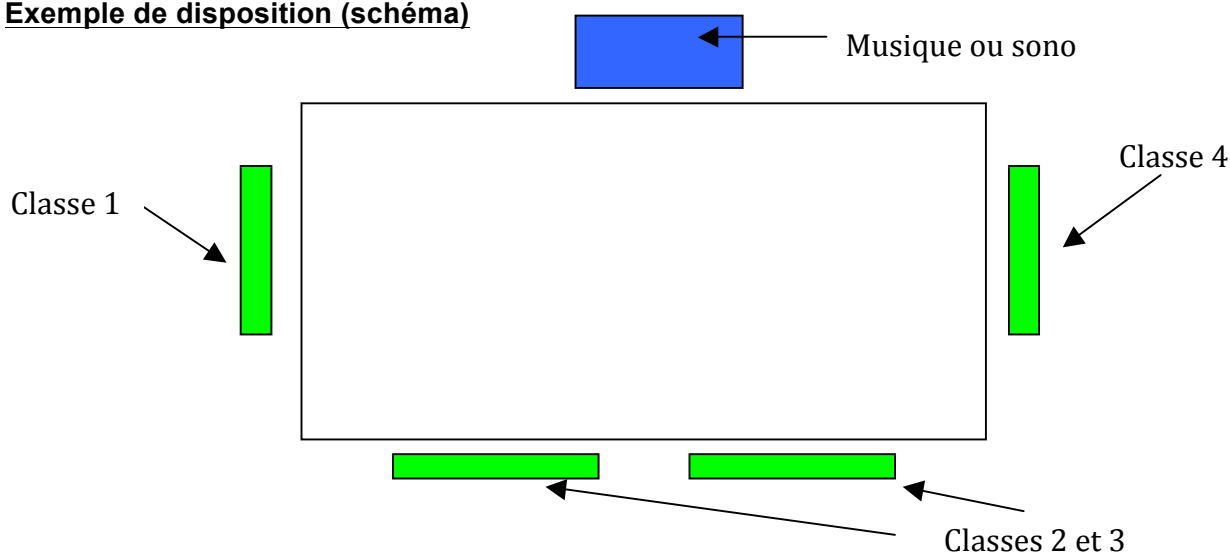 Exemple de disposition (schéma)
Musique ou sono
Classe 4
Classe 1
Classes 2 et 3